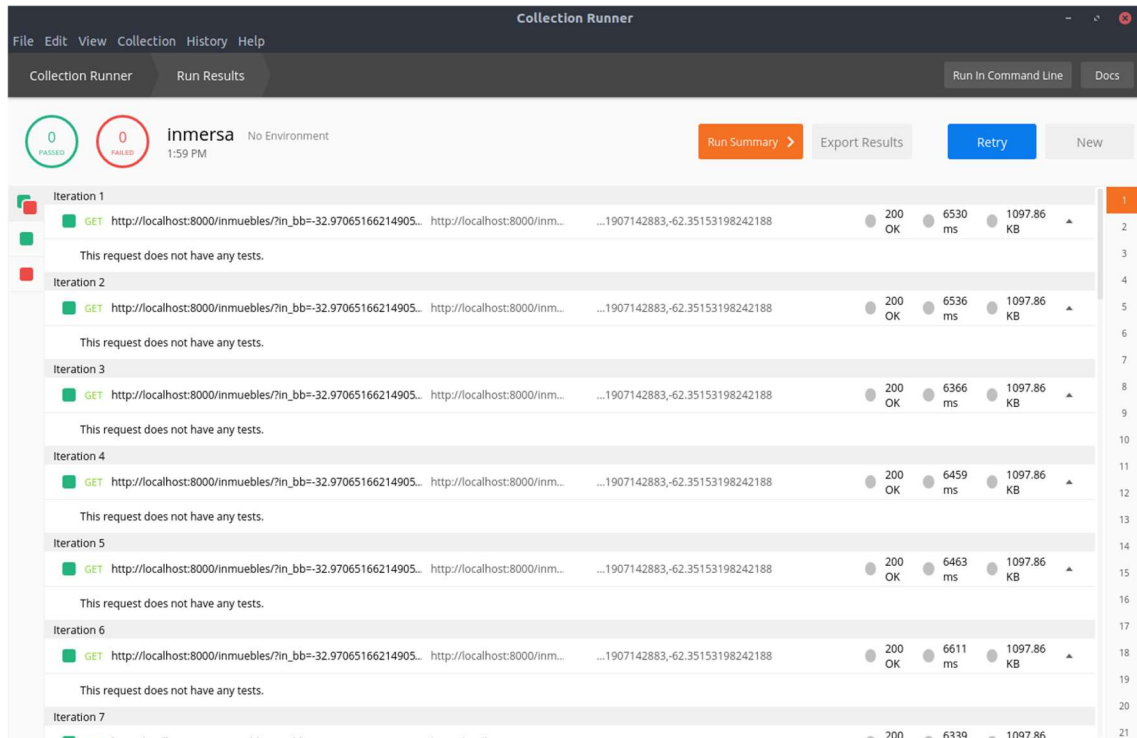 Collection Runner
File Edit View Collection History Help
Collection Runner Run Results Run In Command Line Docs
0 PASSED 0 FAILED inmersa No Environment Run Summary Export Results Retry New
1:59 PM
Iteration 1
GET http://localhost:8000/inmuebles/?in_bb=-32.97065166214905... http://localhost:8000/inm... ...1907142883,-62.35153198242188 200 OK 6530 ms 1097.86 KB
This request does not have any tests.
Iteration 2
GET http://localhost:8000/inmuebles/?in_bb=-32.97065166214905... http://localhost:8000/inm... ...1907142883,-62.35153198242188 200 OK 6536 ms 1097.86 KB
This request does not have any tests.
Iteration 3
GET http://localhost:8000/inmuebles/?in_bb=-32.97065166214905... http://localhost:8000/inm... ...1907142883,-62.35153198242188 200 OK 6366 ms 1097.86 KB
This request does not have any tests.
Iteration 4
GET http://localhost:8000/inmuebles/?in_bb=-32.97065166214905... http://localhost:8000/inm... ...1907142883,-62.35153198242188 200 OK 6459 ms 1097.86 KB
This request does not have any tests.
Iteration 5
GET http://localhost:8000/inmuebles/?in_bb=-32.97065166214905... http://localhost:8000/inm... ...1907142883,-62.35153198242188 200 OK 6463 ms 1097.86 KB
This request does not have any tests.
Iteration 6
GET http://localhost:8000/inmuebles/?in_bb=-32.97065166214905... http://localhost:8000/inm... ...1907142883,-62.35153198242188 200 OK 6611 ms 1097.86 KB
This request does not have any tests.
Iteration 7
200 6339 1097.86
1
2
3
4
5
6
7
8
9
10
11
12
13
14
15
16
17
18
19
20
21